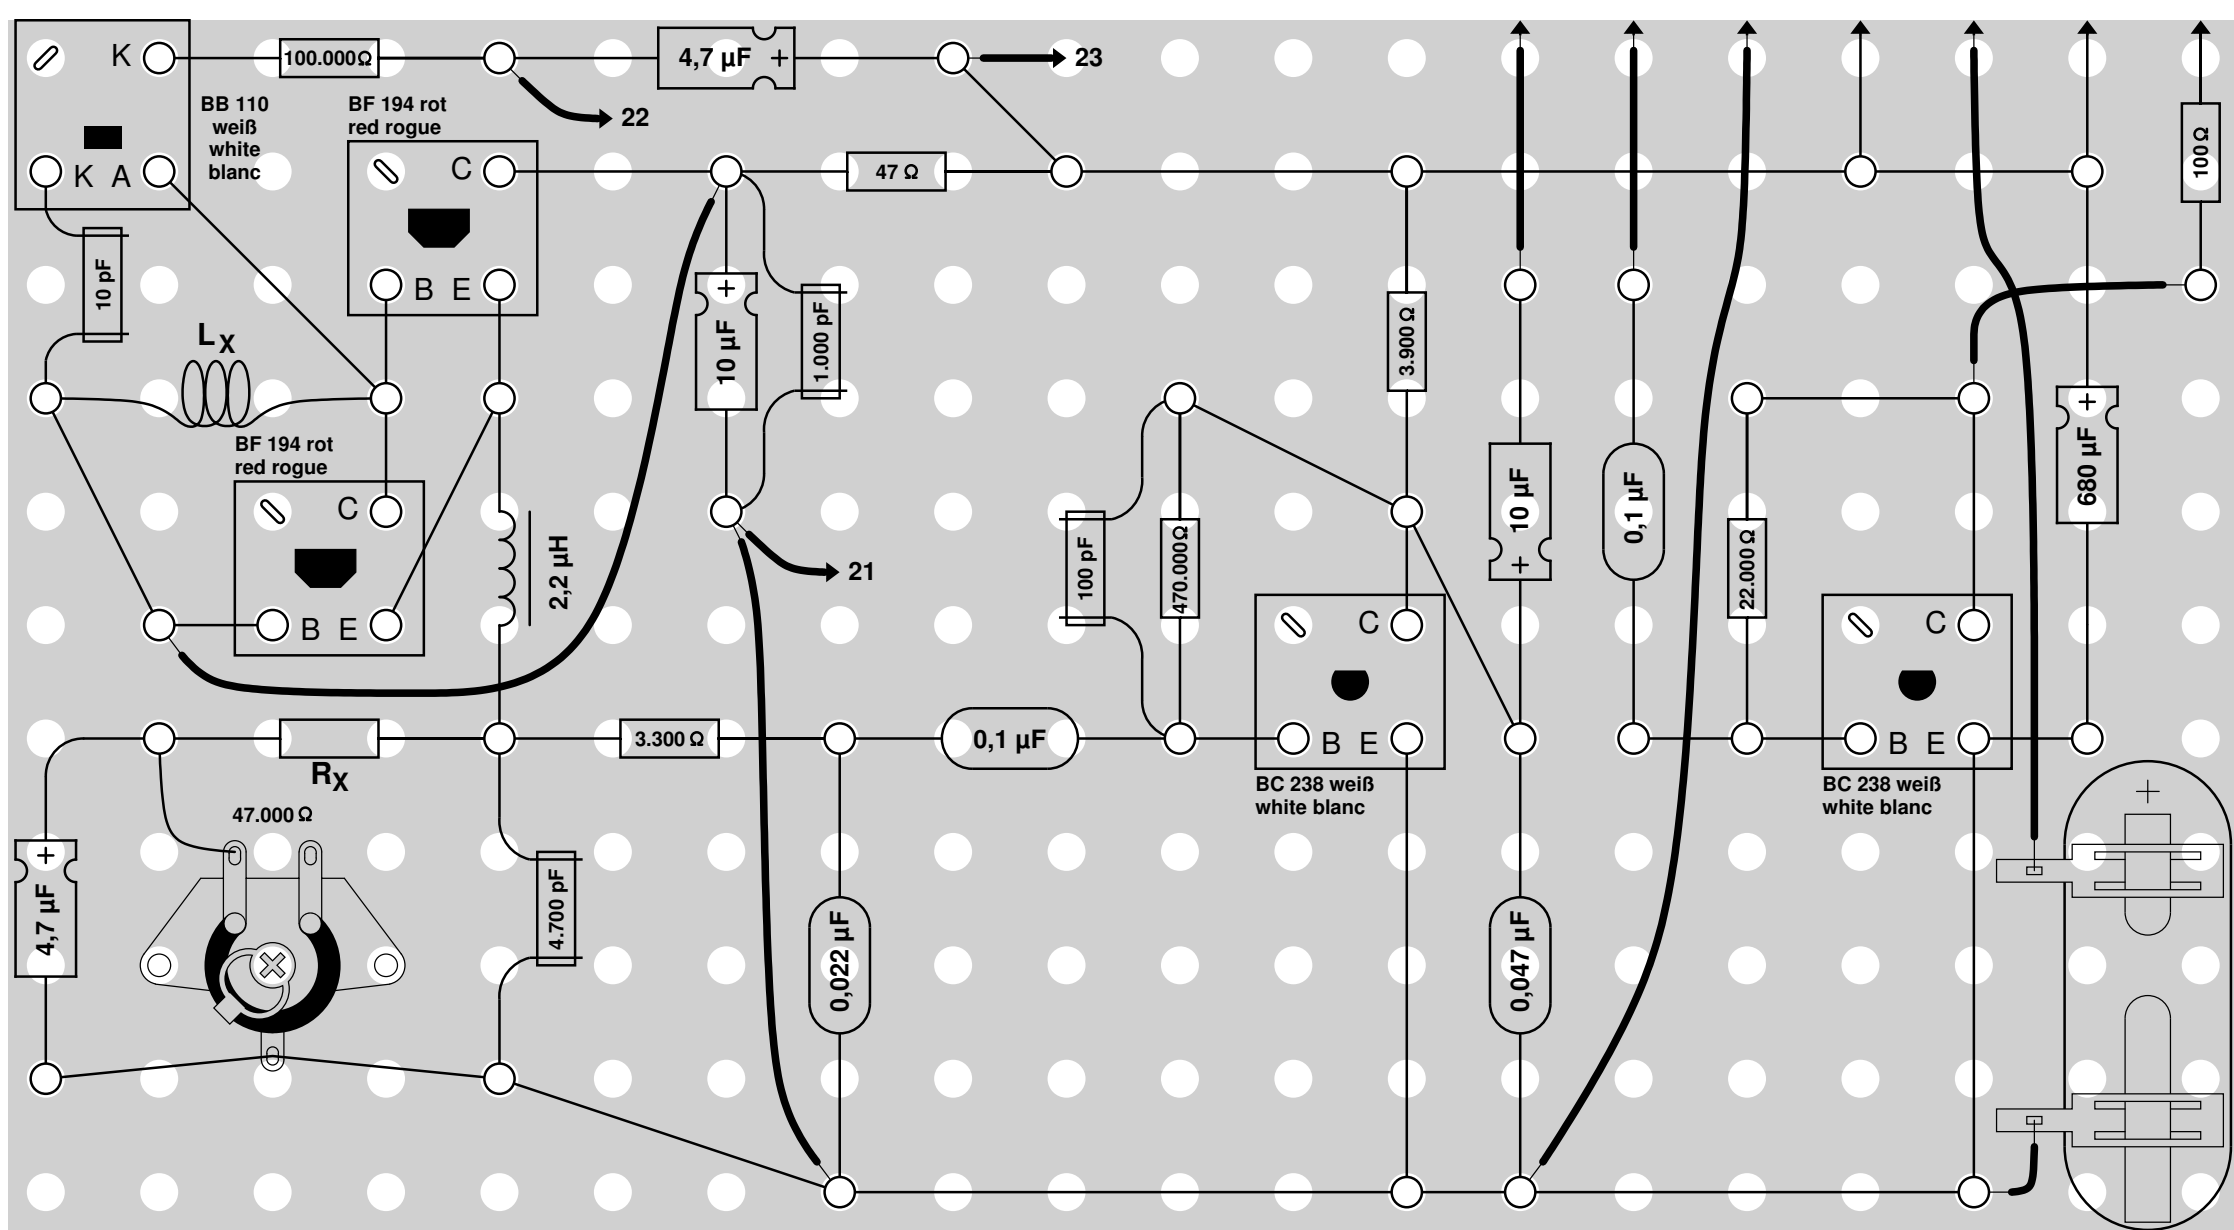 K
100.000Ω
4,7 µF
+
23
BB 110
weiß
white
blanc
BF 194 rot
red rogue
22
K A
C
47 Ω
100 Ω
10 pF
B E
+
10 µF
1.000 pF
3.900 Ω
LX
BF 194 rot
red rogue
C
B E
2,2 µH
21
100 pF
470.000Ω
10 µF
+
0,1 µF
22.000Ω
+
680 µF
C
B E
BC 238 weiß
white blanc
C
B E
BC 238 weiß
white blanc
RX
3.300 Ω
0,1 µF
47.000 Ω
+
4,7 µF
4.700 pF
0,022 µF
0,047 µF
+